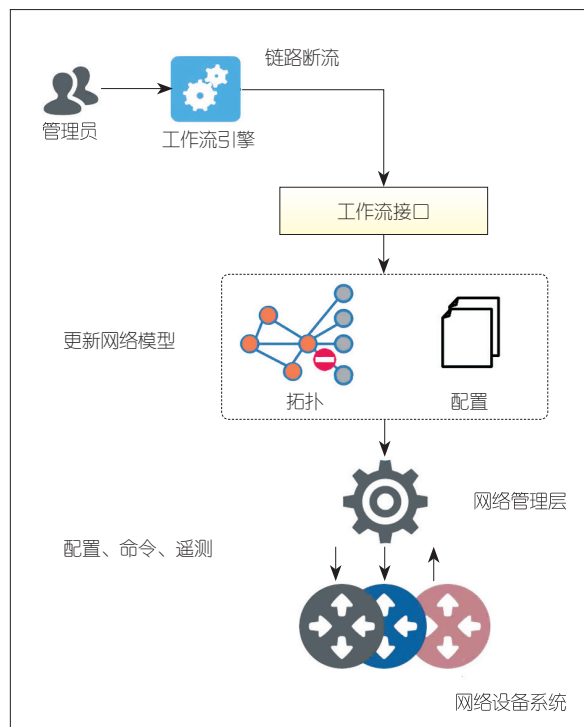 链路断流
管理员
工作流引擎
工作流接口
更新网络模型
拓扑
配置
网络管理层
配置、命令、遥测
网络设备系统